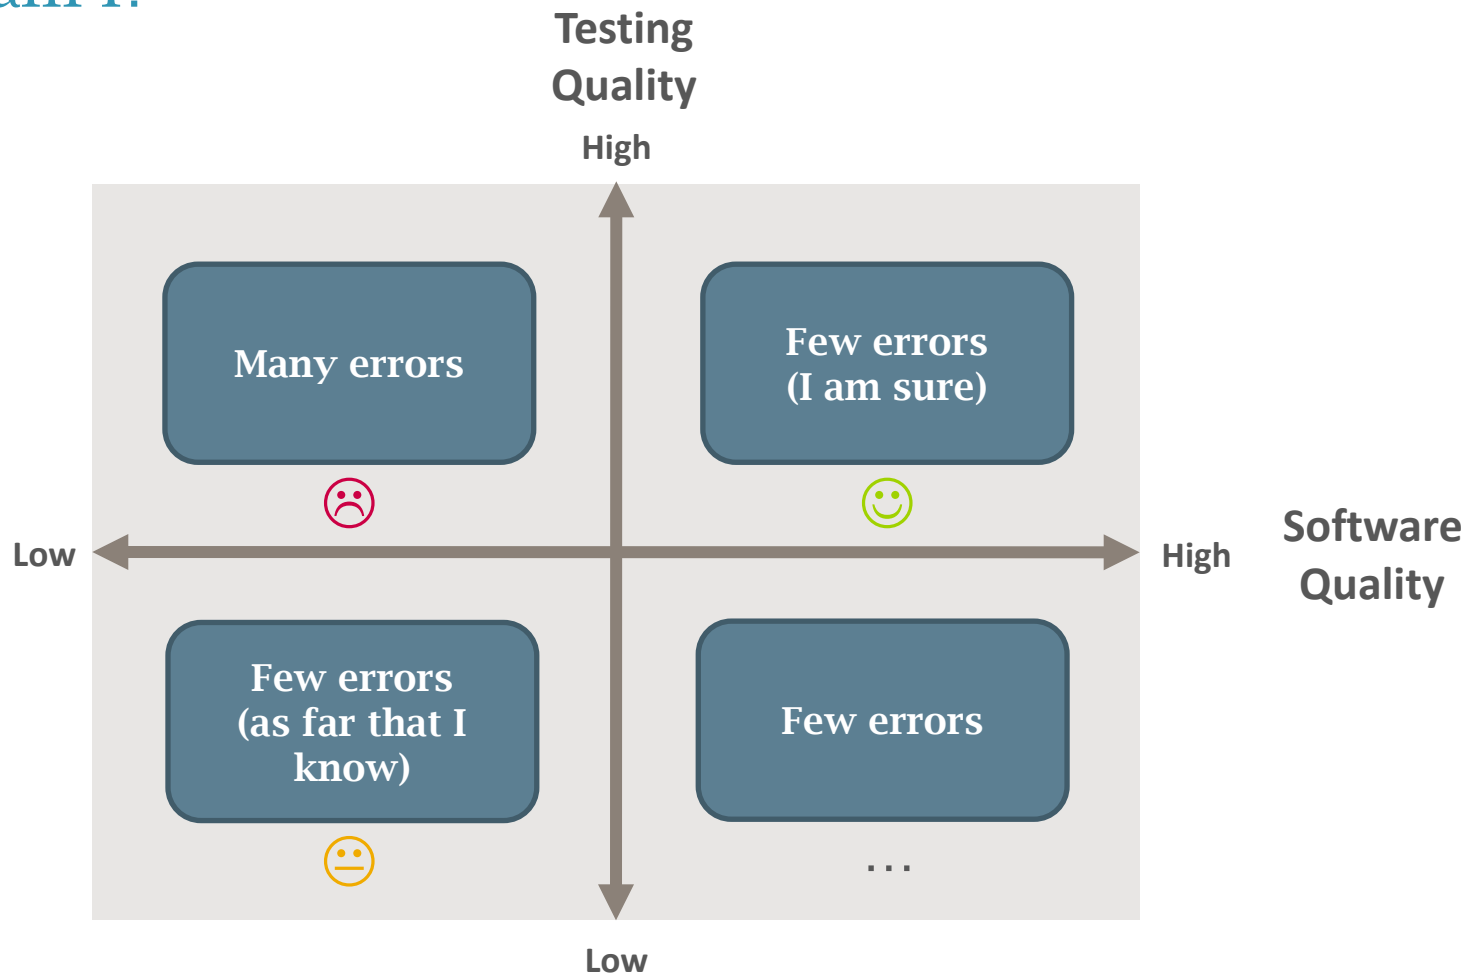 Testing
Quality
High
Many errors
Few errors
(I am sure)
Low
High
Software
Quality
Few errors
(as far that I
know)
Few errors
...
Low